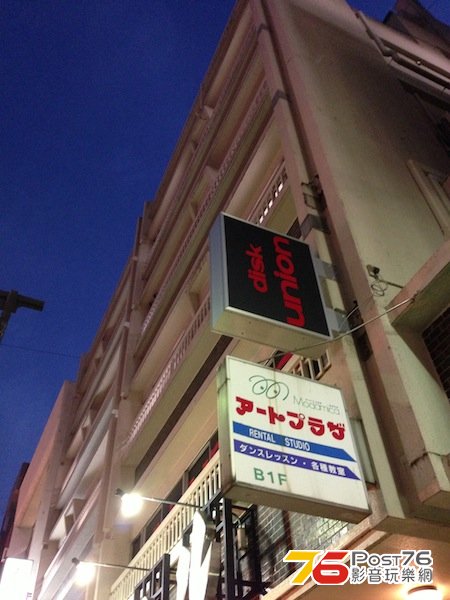 disk
union
アートプラザ
RENTAL STUDIO
ダンスレッスン・各種教室
B1F
76 Post76
影音玩樂網